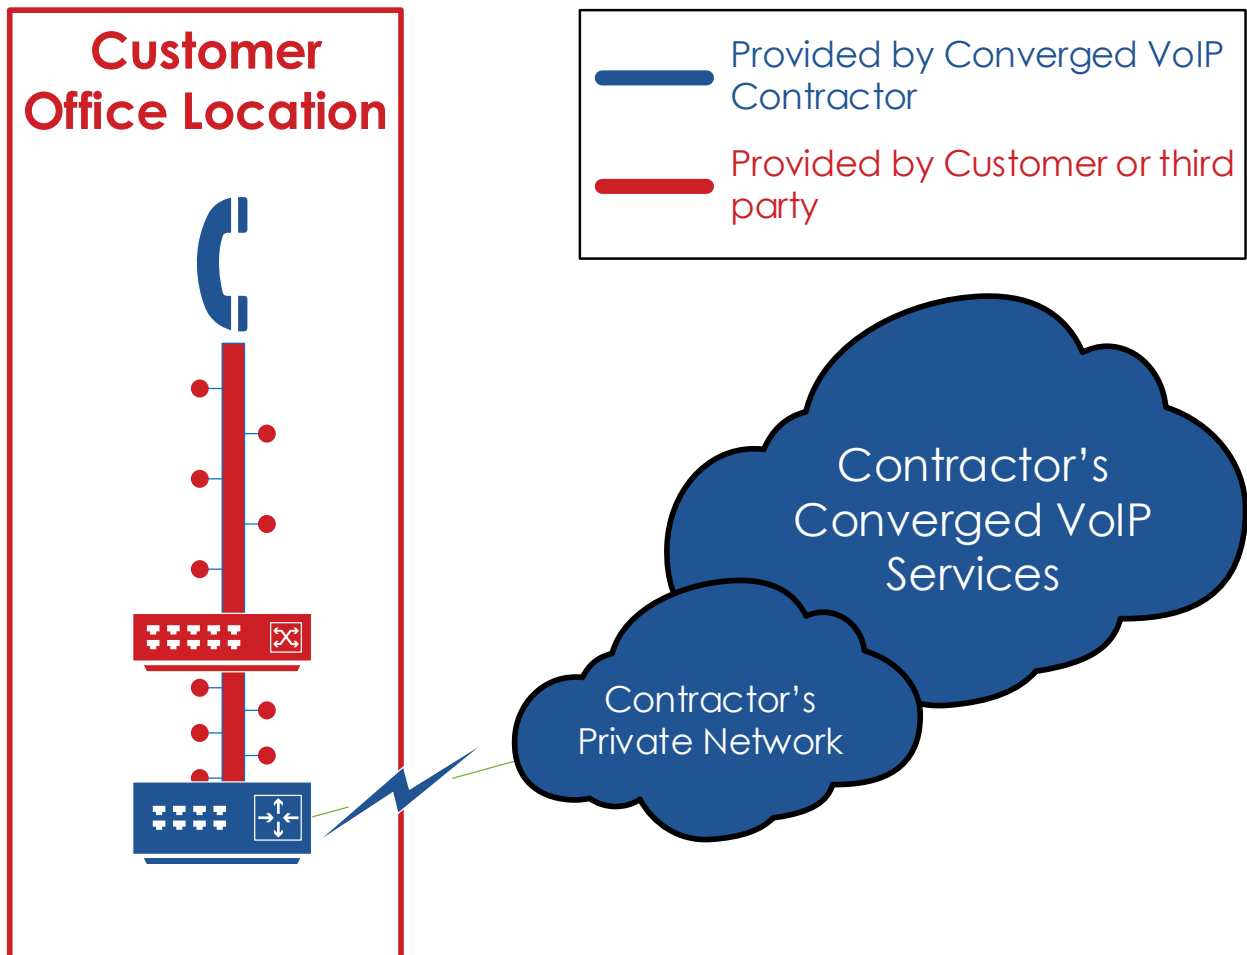 Customer
Office Location
Provided by Converged VoIP
Contractor
Provided by Customer or third
party
Contractor’s
Converged VoIP
Services
Contractor’s
Private Network